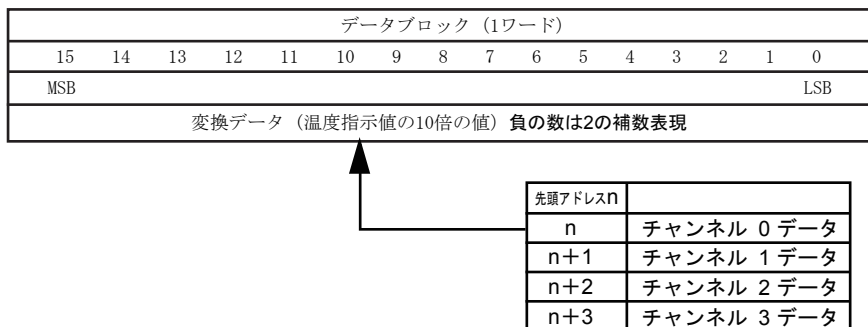 データブロック（1ワード）
15 14 13 12 11 10 9 8 7 6 5 4 3 2 1 0
MSB LSB
変換データ（温度指示値の10倍の値）負の数は2の補数表現
先頭アドレスn
n チャンネル 0 データ
n＋1 チャンネル 1 データ
n＋2 チャンネル 2 データ
n＋3 チャンネル 3 データ